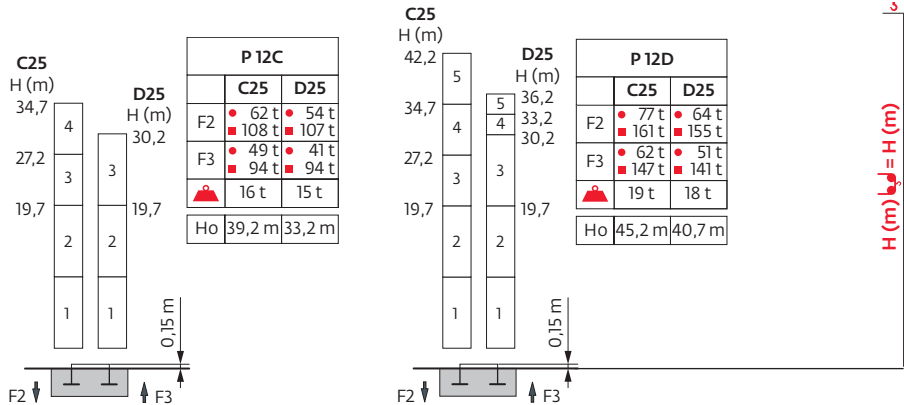 C25
H (m)
34,7
27,2
19,7
4
3
2
1
D25
H (m)
30,2
19,7
3
2
1
P 12C
C25 D25
F2 62 t 54 t
108 t 107 t
F3 49 t 41 t
94 t 94 t
16 t 15 t
Ho 39,2 m 33,2 m
0,15 m
F2 F3
C25
H (m)
42,2
34,7
27,2
19,7
5
4
3
2
1
D25
H (m)
36,2
33,2
30,2
19,7
5
4
3
2
1
P 12D
C25 D25
F2 77 t 64 t
161 t 155 t
F3 62 t 51 t
147 t 141 t
19 t 18 t
Ho 45,2 m 40,7 m
0,15 m
F2 F3
H (m) = H (m)